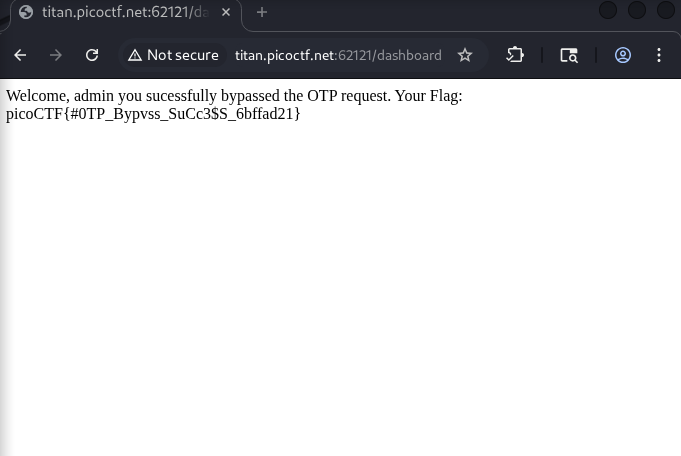 titan.picoctf.net:62121/da
Not secure titan.picoctf.net:62121/dashboard
Welcome, admin you sucessfully bypassed the OTP request. Your Flag:
picoCTF{#0TP_Bypvss_SuCc3$S_6bffad21}